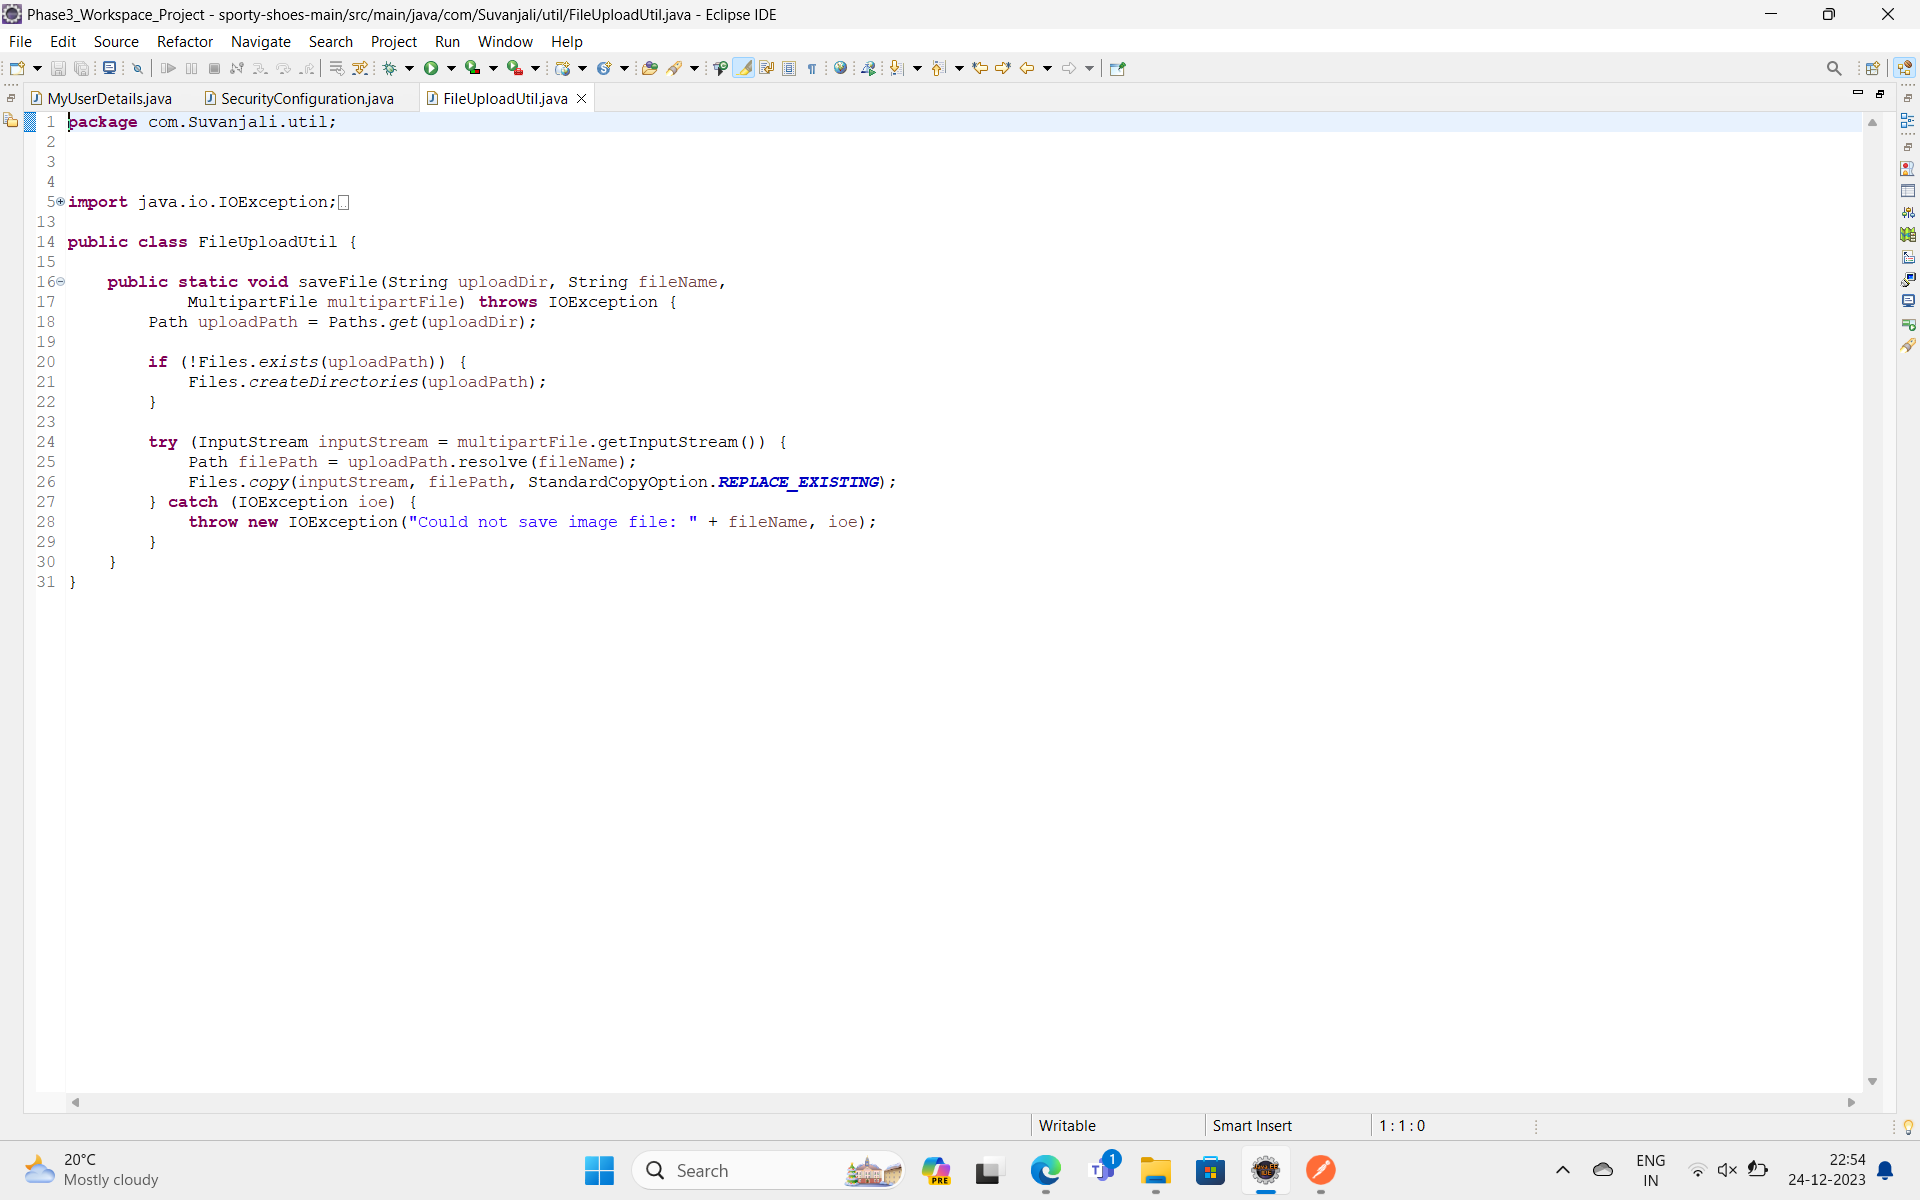 Phase3_Workspace_Project - sporty-shoes-main/src/main/java/com/Suvanjali/util/FileUploadUtil.java - Eclipse IDE
File Edit Source Refactor Navigate Search Project Run Window Help
MyUserDetails.java SecurityConfiguration.java FileUploadUtil.java
1 package com.Suvanjali.util;
2
3
4
5 import java.io.IOException;
13
14 public class FileUploadUtil {
15
16     public static void saveFile(String uploadDir, String fileName,
17             MultipartFile multipartFile) throws IOException {
18         Path uploadPath = Paths.get(uploadDir);
19
20         if (!Files.exists(uploadPath)) {
21             Files.createDirectories(uploadPath);
22         }
23
24         try (InputStream inputStream = multipartFile.getInputStream()) {
25             Path filePath = uploadPath.resolve(fileName);
26             Files.copy(inputStream, filePath, StandardCopyOption.REPLACE_EXISTING);
27         } catch (IOException ioe) {
28             throw new IOException("Could not save image file: " + fileName, ioe);
29         }
30     }
31 }
Writable Smart Insert 1 : 1 : 0
20°C
Mostly cloudy
Search
PRE
1
ENG
IN
22:54
24-12-2023